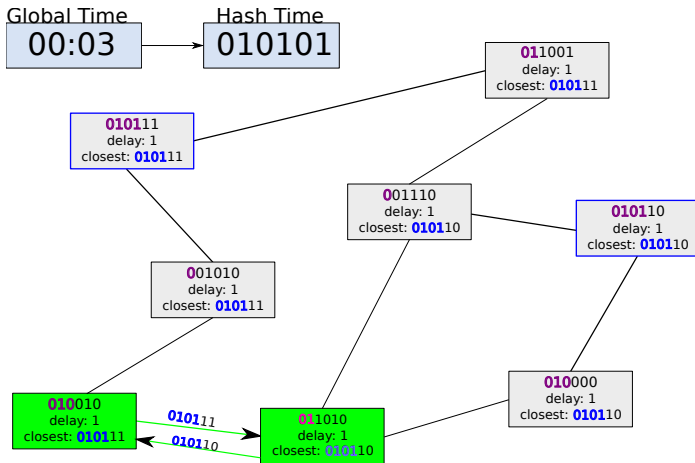 Global Time
00:03
Hash Time
010101
011001
delay: 1
closest: 010111
010111
delay: 1
closest: 010111
001110
delay: 1
closest: 010110
010110
delay: 1
closest: 010110
001010
delay: 1
closest: 010111
010000
delay: 1
closest: 010110
010010
delay: 1
closest: 010111
010111
010110
011010
delay: 1
closest: 010110